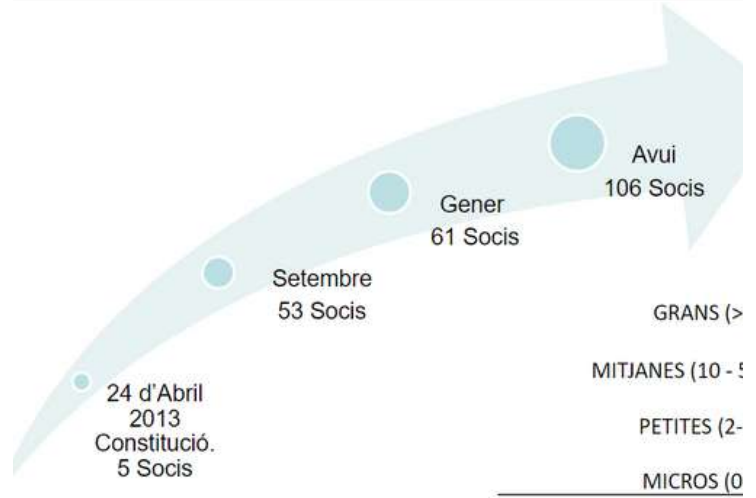 Avui
106 Socis
Gener
61 Socis
Setembre
53 Socis
24 d'Abril
2013
Constitució.
5 Socis
GRANS (>
MITJANES (10 - 5
PETITES (2-
MICROS (0